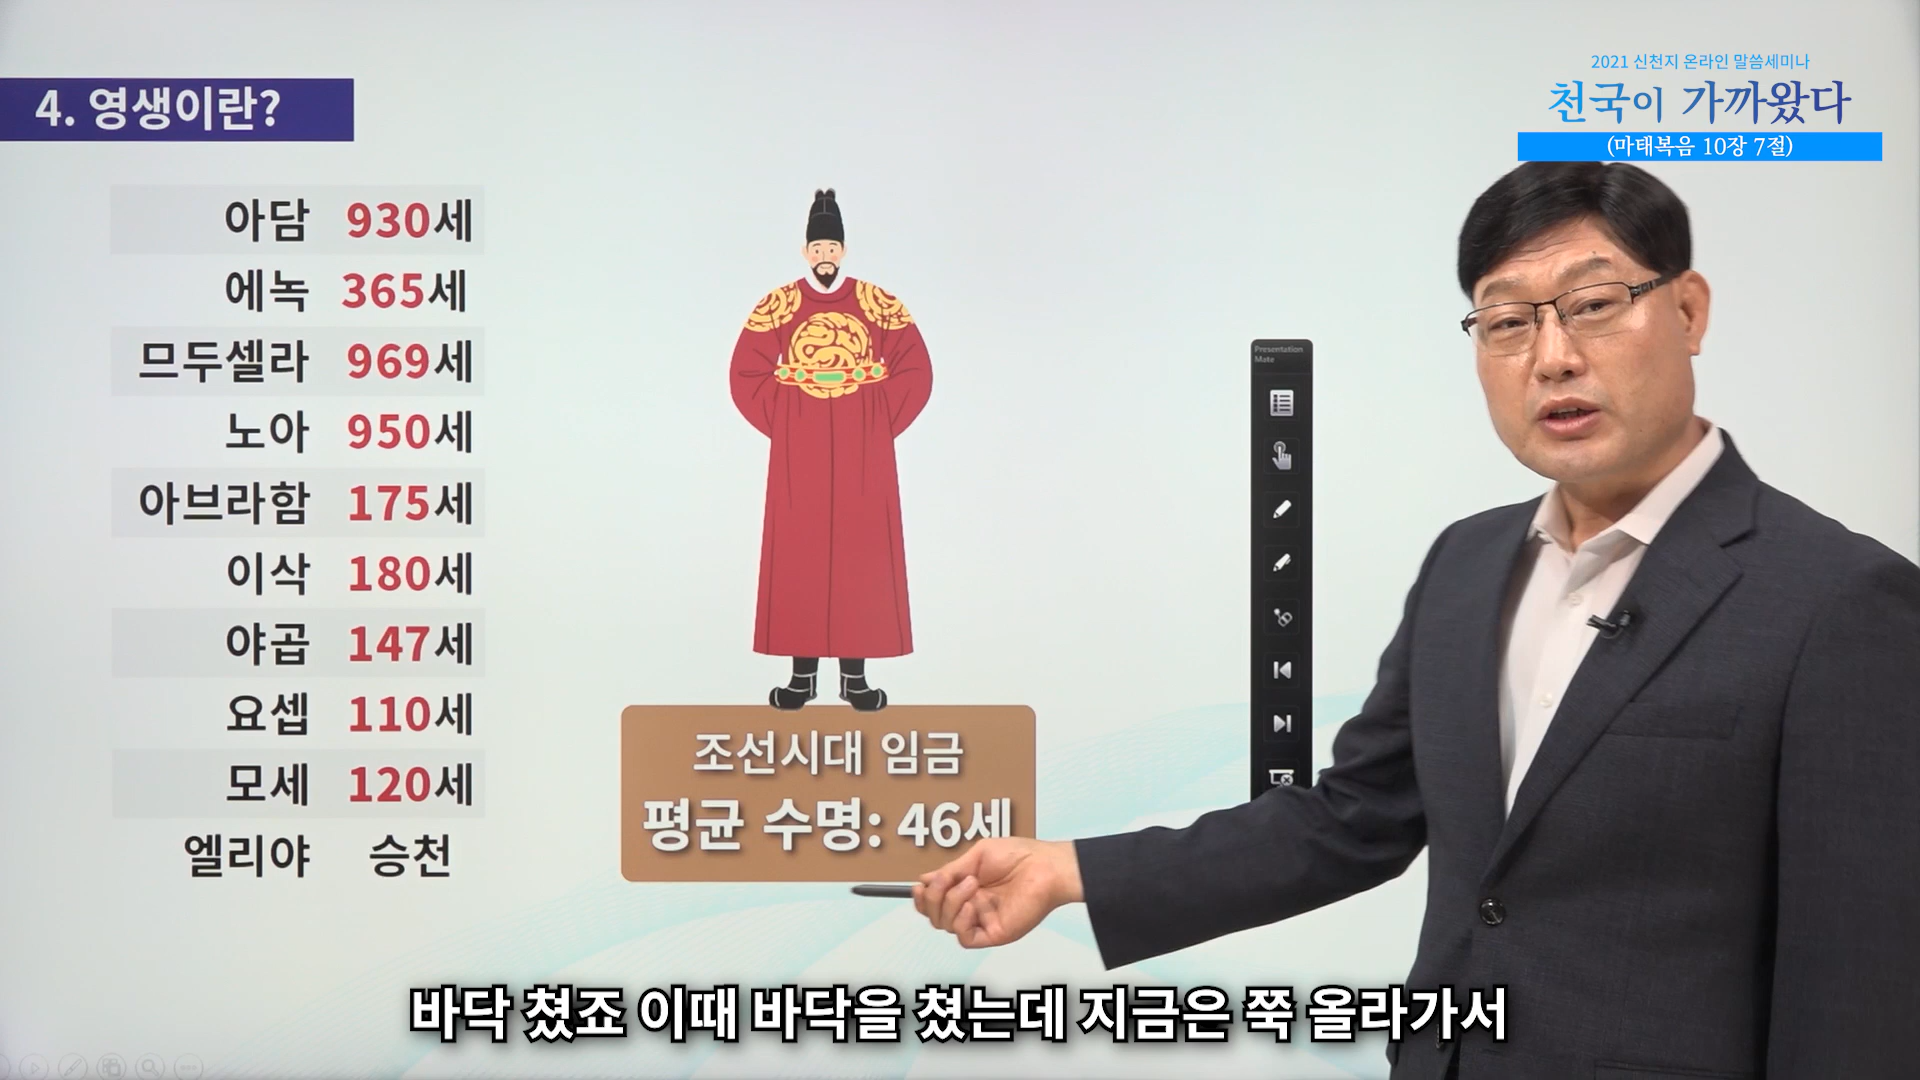 2021 신천지 온라인 말씀세미나
천국이 가까왔다
(마태복음 10장 7절)
4. 영생이란?
아담 930세
에녹 365세
므두셀라 969세
노아 950세
아브라함 175세
이삭 180세
야곱 147세
요셉 110세
모세 120세
엘리야 승천
조선시대 임금
평균 수명: 46세
Presentation
Mate
바닥 쳤죠 이때 바닥을 쳤는데 지금은 쭉 올라가서